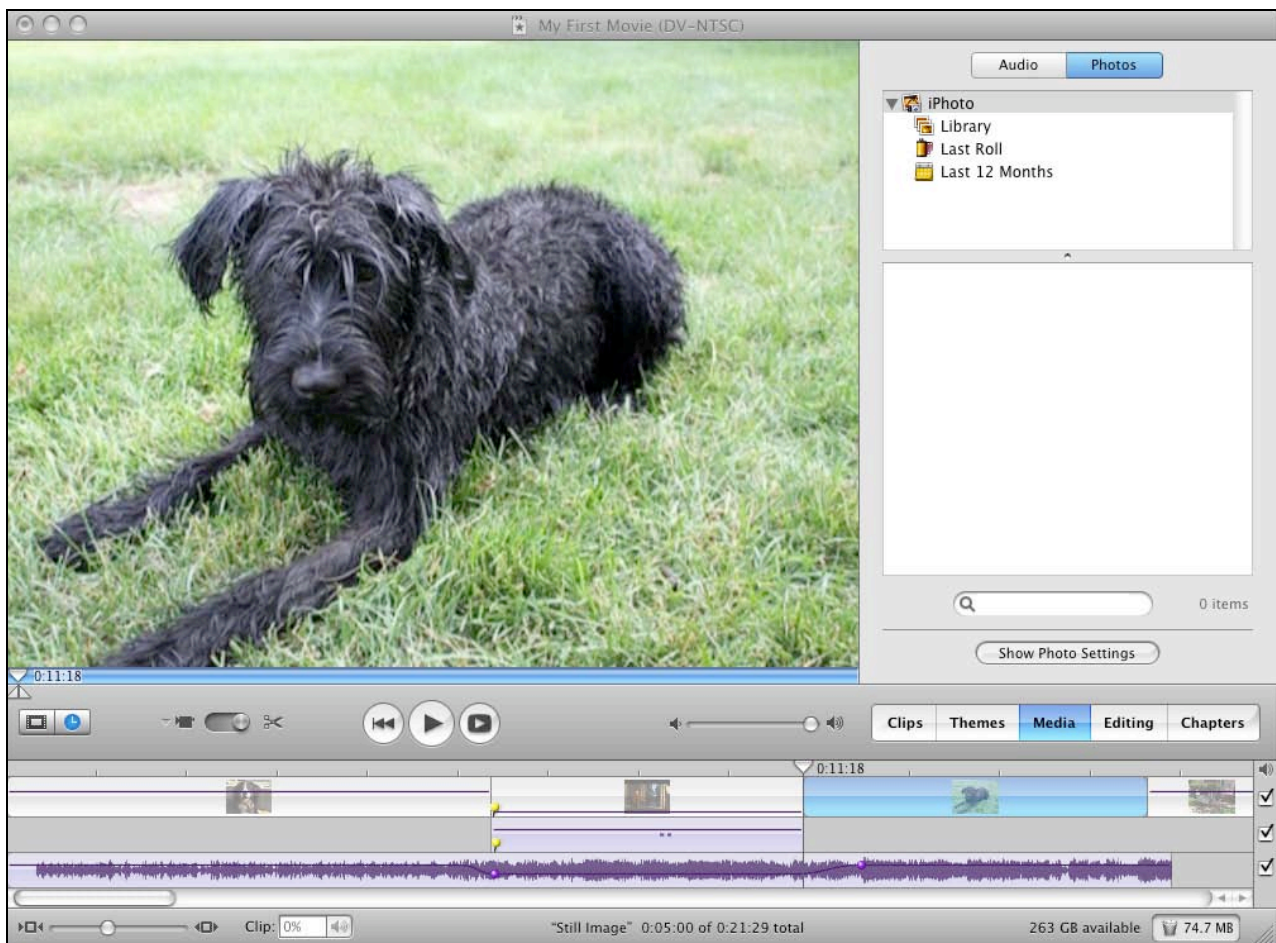 My First Movie (DV-NTSC)
Audio Photos
iPhoto
Library
Last Roll
Last 12 Months
0 items
Show Photo Settings
0:11:18
Clips Themes Media Editing Chapters
0:11:18
Clip: 0% "Still Image" 0:05:00 of 0:21:29 total 263 GB available 74.7 MB